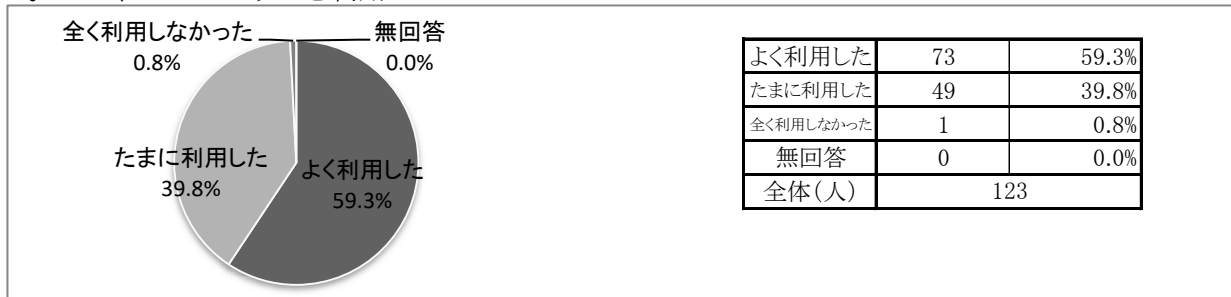 全く利用しなかった
0.8%
無回答
0.0%
たまに利用した
39.8%
よく利用した
59.3%
よく利用した 73 59.3%
たまに利用した 49 39.8%
全く利用しなかった 1 0.8%
無回答 0 0.0%
全体(人) 123